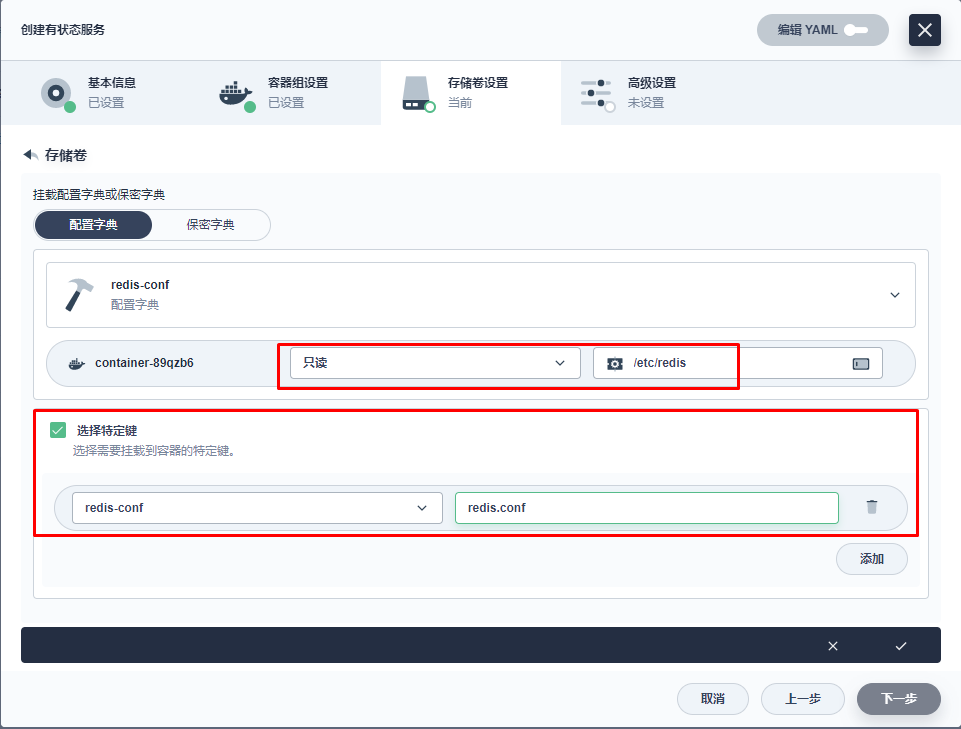 创建有状态服务
编辑 YAML
基本信息
已设置
容器组设置
已设置
存储卷设置
当前
高级设置
未设置
存储卷
挂载配置字典或保密字典
配置字典
保密字典
redis-conf
配置字典
container-89qzb6
只读
/etc/redis
选择特定键
选择需要挂载到容器的特定键。
redis-conf
redis.conf
添加
取消
上一步
下一步